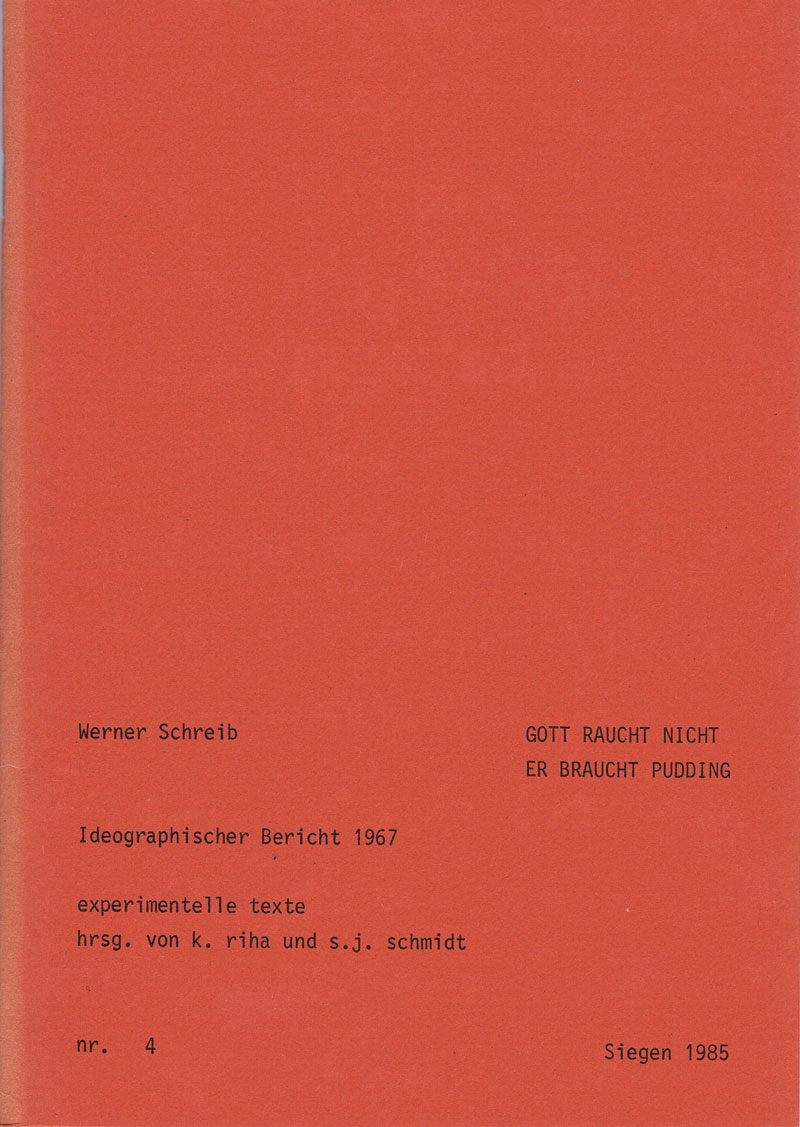 Werner Schreib
GOTT RAUCHT NICHT
ER BRAUCHT PUDDING
Ideographischer Bericht 1967
experimentelle texte
hrsg. von k. riha und s.j. schmidt
nr. 4
Siegen 1985